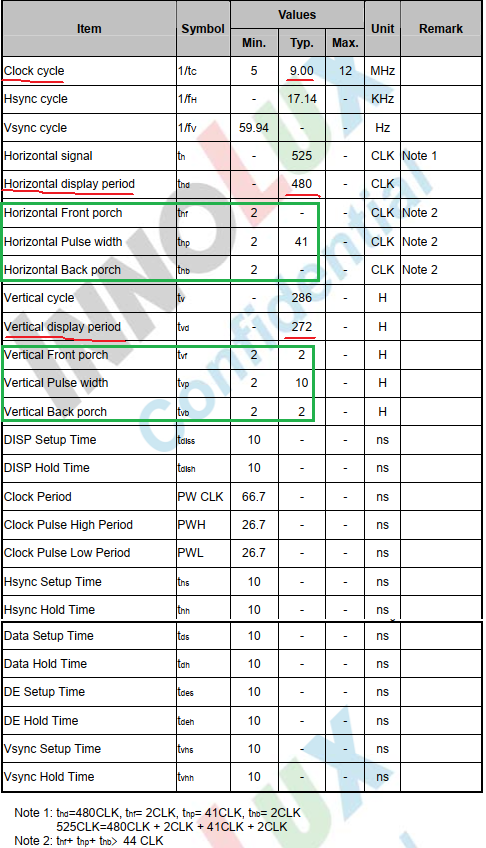 Item Symbol Values Unit Remark
Min. Typ. Max.
Clock cycle 1/tC 5 9.00 12 MHz
Hsync cycle 1/fH - 17.14 - KHz
Vsync cycle 1/fV 59.94 - - Hz
Horizontal signal th - 525 - CLK Note 1
Horizontal display period thd - 480 - CLK
Horizontal Front porch thf 2 - - CLK Note 2
Horizontal Pulse width thp 2 41 - CLK Note 2
Horizontal Back porch thb 2 - - CLK Note 2
Vertical cycle tv - 286 - H
Vertical display period tvd - 272 - H
Vertical Front porch tvf 2 2 - H
Vertical Pulse width tvp 2 10 - H
Vertical Back porch tvb 2 2 - H
DISP Setup Time tdiss 10 - - ns
DISP Hold Time tdish 10 - - ns
Clock Period PW CLK 66.7 - - ns
Clock Pulse High Period PWH 26.7 - - ns
Clock Pulse Low Period PWL 26.7 - - ns
Hsync Setup Time ths 10 - - ns
Hsync Hold Time thh 10 - - ns
Data Setup Time tds 10 - - ns
Data Hold Time tdh 10 - - ns
DE Setup Time tdes 10 - - ns
DE Hold Time tdeh 10 - - ns
Vsync Setup Time tvhs 10 - - ns
Vsync Hold Time tvhh 10 - - ns
Note 1: thd=480CLK, thf= 2CLK, thp= 41CLK, thb= 2CLK
525CLK=480CLK + 2CLK + 41CLK + 2CLK
Note 2: thf+ thp+ thb> 44 CLK
INNOLUX
Confidential